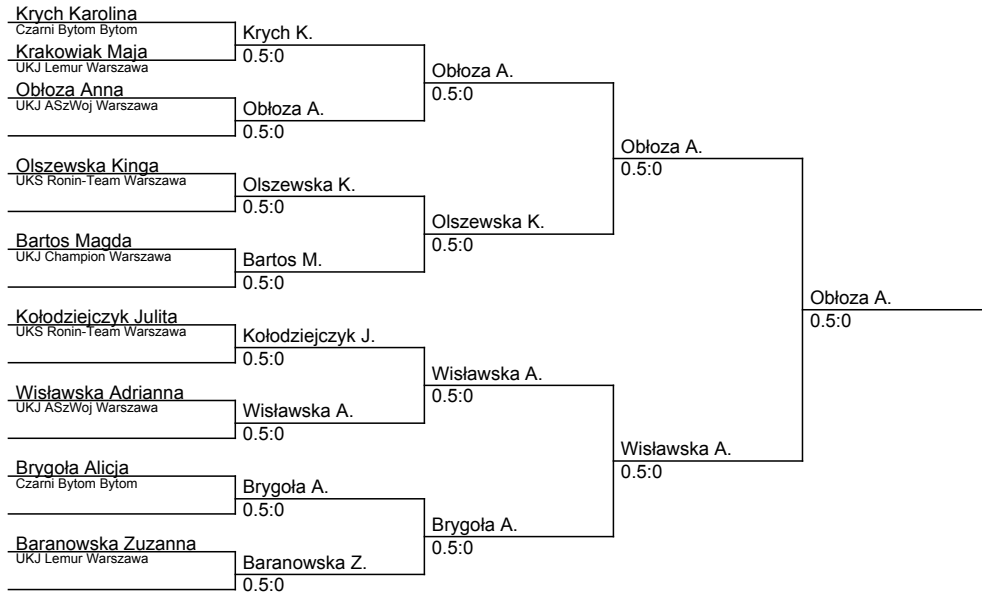 Krych Karolina
Czarni Bytom Bytom
Krakowiak Maja
UKJ Lemur Warszawa
Obłoza Anna
UKJ ASzWoj Warszawa
Olszewska Kinga
UKS Ronin-Team Warszawa
Bartos Magda
UKJ Champion Warszawa
Kołodziejczyk Julita
UKS Ronin-Team Warszawa
Wisławska Adrianna
UKJ ASzWoj Warszawa
Brygoła Alicja
Czarni Bytom Bytom
Baranowska Zuzanna
UKJ Lemur Warszawa
Krych K.
0.5:0
Obłoza A.
0.5:0
Olszewska K.
0.5:0
Bartos M.
0.5:0
Kołodziejczyk J.
0.5:0
Wisławska A.
0.5:0
Brygoła A.
0.5:0
Baranowska Z.
0.5:0
Obłoza A.
0.5:0
Olszewska K.
0.5:0
Wisławska A.
0.5:0
Brygoła A.
0.5:0
Obłoza A.
0.5:0
Wisławska A.
0.5:0
Obłoza A.
0.5:0